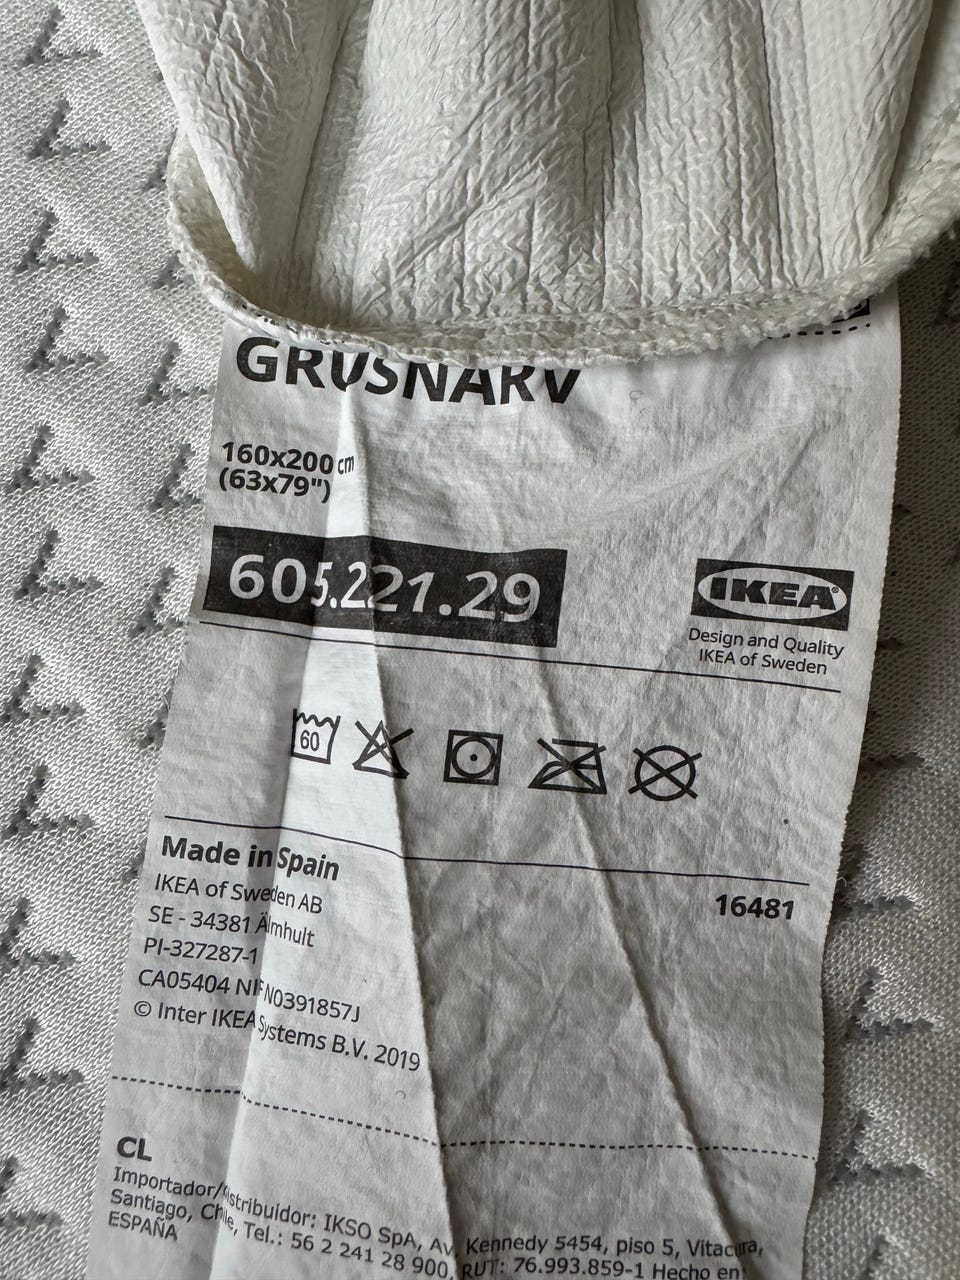 GRUSNARV
160x200 cm
(63x79")
605.221.29
IKEA®
Design and Quality
IKEA of Sweden
60
Made in Spain
16481
IKEA of Sweden AB
SE - 34381 Älmhult
PI-327287-1
CA05404 NIF N0391857J
© Inter IKEA Systems B.V. 2019
CL
Importador/distribuidor: IKSO SpA, Av. Kennedy 5454, piso 5, Vitacura,
Santiago, Chile, Tel.: 56 2 241 28 900, RUT: 76.993.859-1 Hecho en:
ESPAÑA